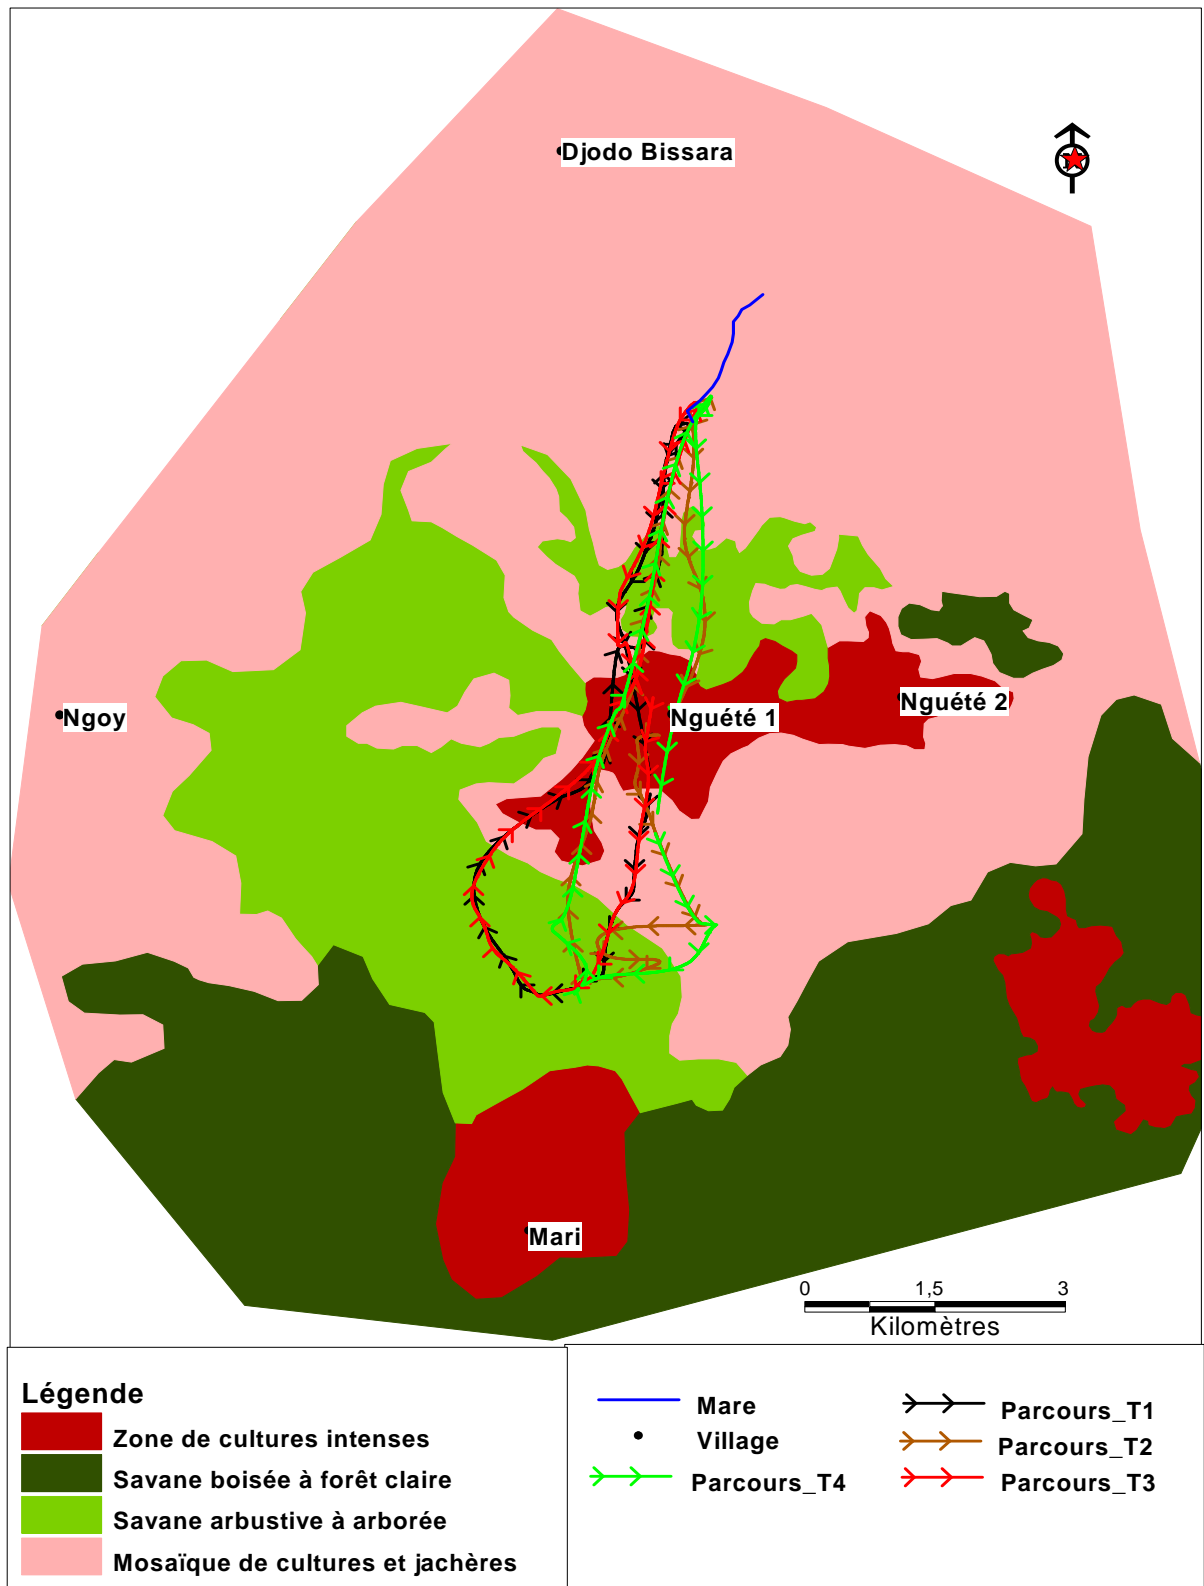 Djodo Bissara
Ngoy
Nguété 1
Nguété 2
Mari
0 1,5 3
Kilomètres
Légende
Zone de cultures intenses
Savane boisée à forêt claire
Savane arbustive à arborée
Mosaïque de cultures et jachères
Mare
Village
Parcours_T4
Parcours_T1
Parcours_T2
Parcours_T3